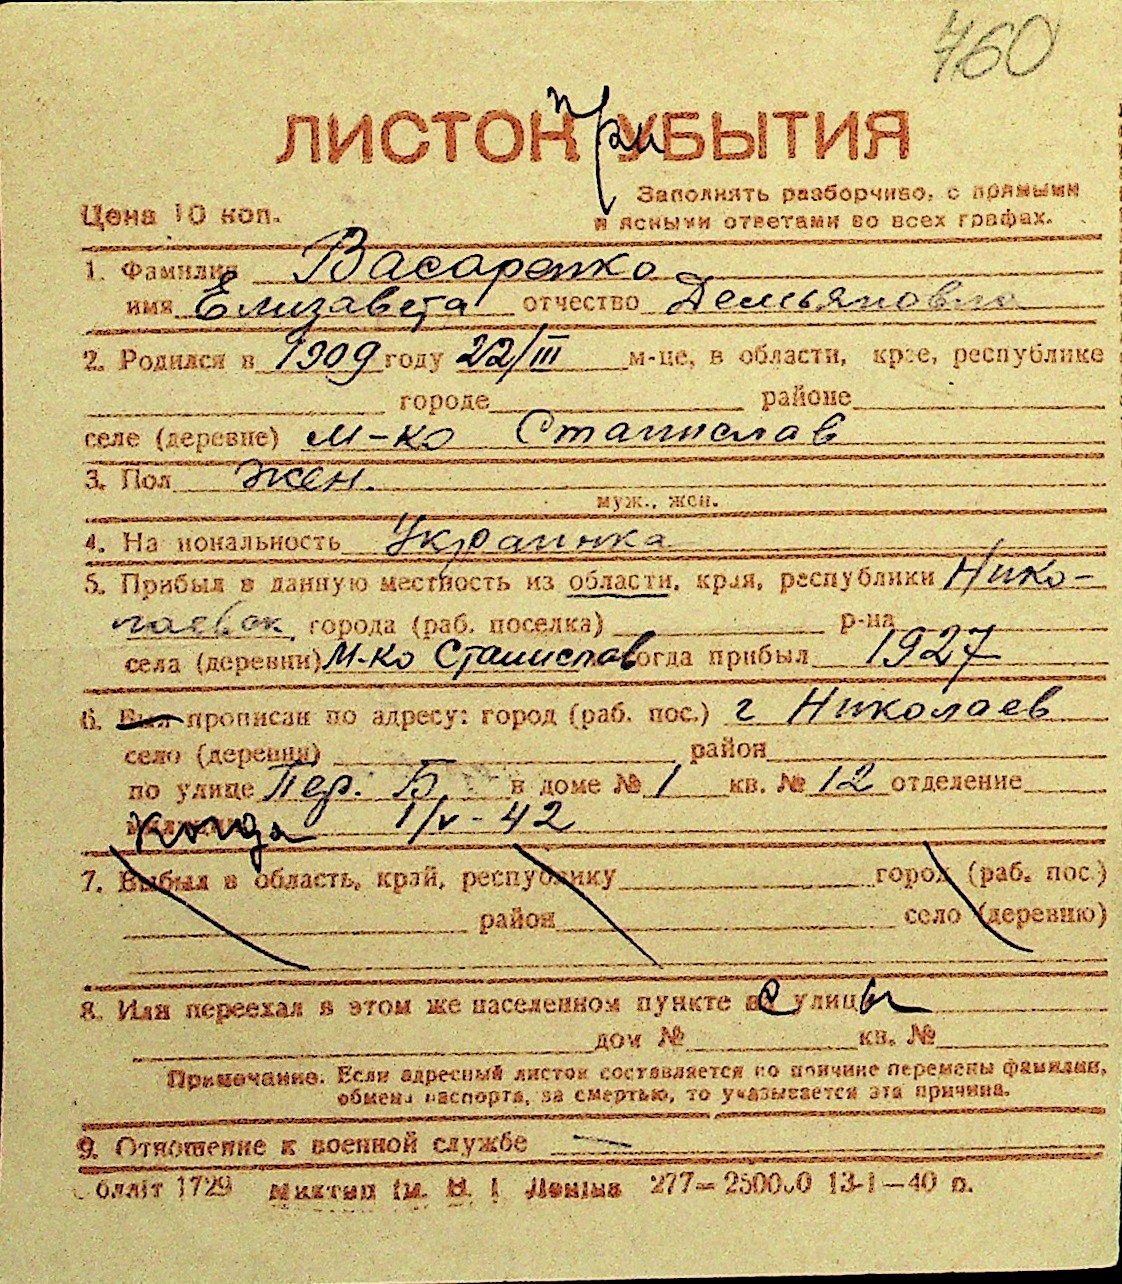 460
ЛИСТОК при УБЫТИЯ
Цена 10 коп.
Заполнять разборчиво, с прямыми
и ясными ответами во всех графах.
1. Фамилия Васаренко
имя Елизавета отчество Демьяновна
2. Родился в 1909 году 22/III м-це, в области, крае, республике
городе районе
селе (деревне) м-ко Станислав
3. Пол жен.
муж., жен.
4. Национальность Украинка
5. Прибыл в данную местность из области, края, республики Нико-
лаевск города (раб. поселка) р-на
села (деревни) м-ко Станислав когда прибыл 1927
6. Был прописан по адресу: город (раб. пос.) г Николаев
село (деревня) район
по улице Пер. Б. в доме № 1 кв. № 12 отделение
когда 1/V-42
7. Выбыл в область, край, республику город (раб. пос.)
район село (деревню)
8. Или переехал в этом же населенном пункте с улицы
дом № кв. №
Примечание. Если адресный листок составляется по причине перемены фамилии,
обмена паспорта, за смертью, то указывается эта причина.
9. Отношение к военной службе —
Облліт 1729 277—250000 13-1—40 п.